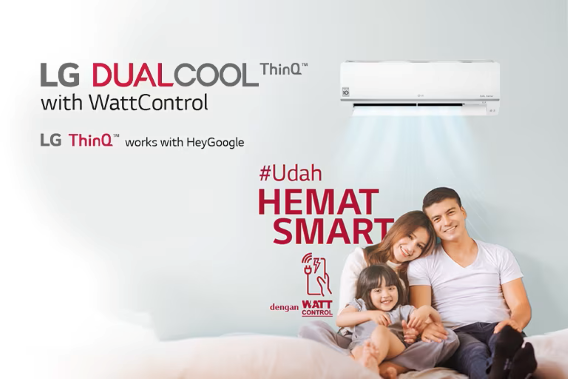 LG DUALCOOL ThinQ™
with WattControl
LG ThinQ™ works with HeyGoogle
#Udah
HEMAT
SMART
dengan WATT
CONTROL